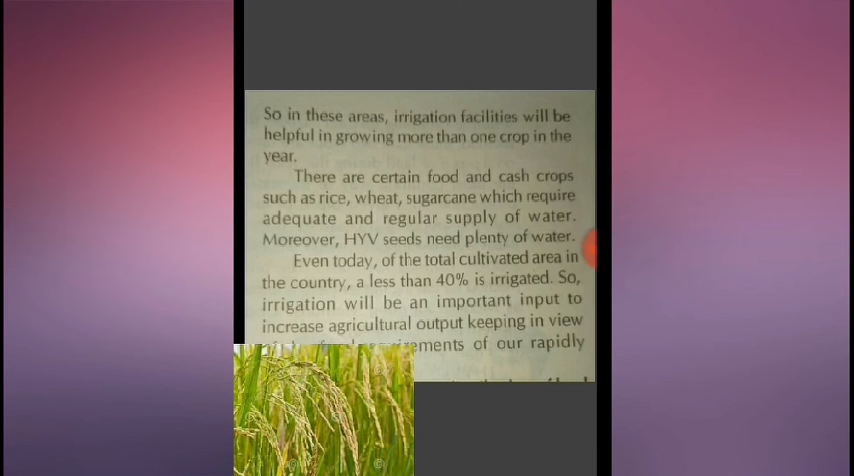 So in these areas, irrigation facilities will be
helpful in growing more than one crop in the
year.
There are certain food and cash crops
such as rice, wheat, sugarcane which require
adequate and regular supply of water.
Moreover, HYV seeds need plenty of water.
Even today, of the total cultivated area in
the country, a less than 40% is irrigated. So,
irrigation will be an important input to
increase agricultural output keeping in view
of our rapidly